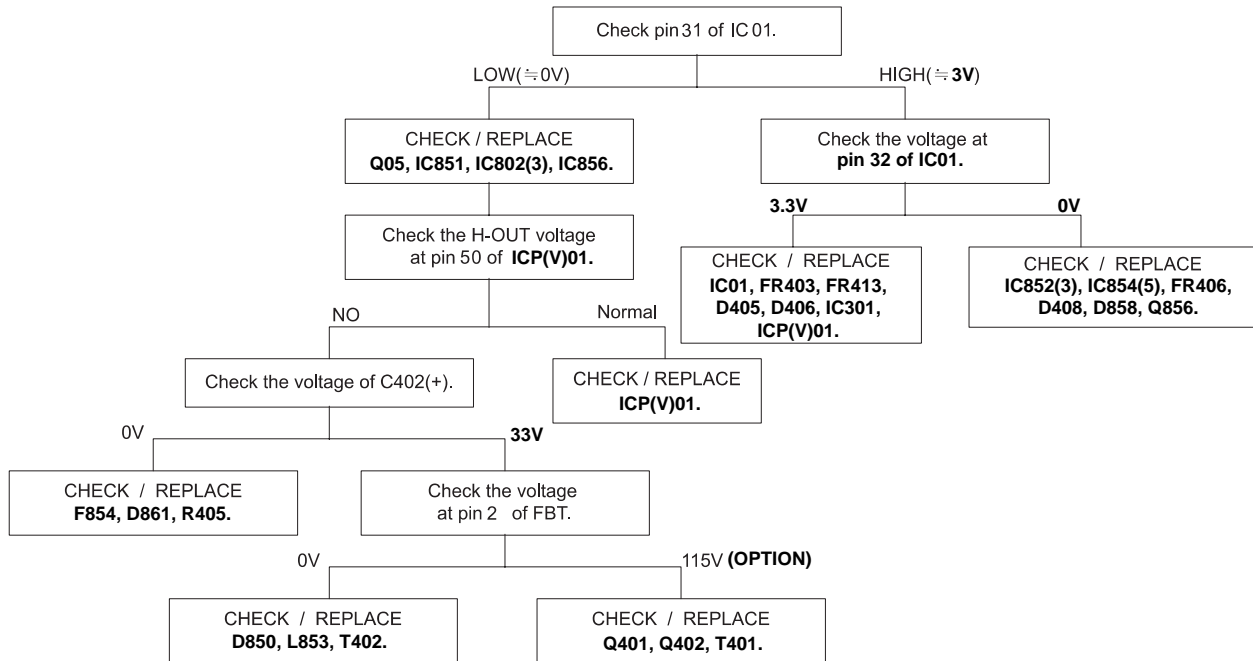 Check pin 31 of IC 01.
LOW(≒0V)
HIGH(≒3V)
CHECK / REPLACE
Q05, IC851, IC802(3), IC856.
Check the voltage at
pin 32 of IC01.
3.3V
0V
Check the H-OUT voltage
at pin 50 of ICP(V)01.
CHECK / REPLACE
IC01, FR403, FR413,
D405, D406, IC301,
ICP(V)01.
CHECK / REPLACE
IC852(3), IC854(5), FR406,
D408, D858, Q856.
NO
Normal
Check the voltage of C402(+).
CHECK / REPLACE
ICP(V)01.
0V
33V
CHECK / REPLACE
F854, D861, R405.
Check the voltage
at pin 2 of FBT.
0V
115V (OPTION)
CHECK / REPLACE
D850, L853, T402.
CHECK / REPLACE
Q401, Q402, T401.